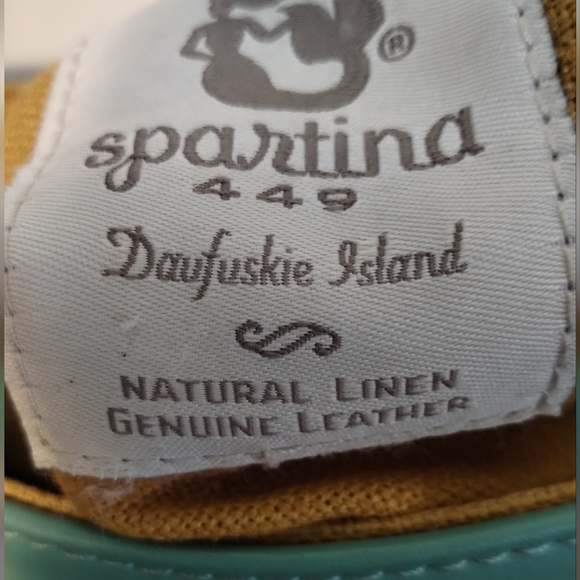 ®
spartina
449
Daufuskie Island
NATURAL LINEN
GENUINE LEATHER